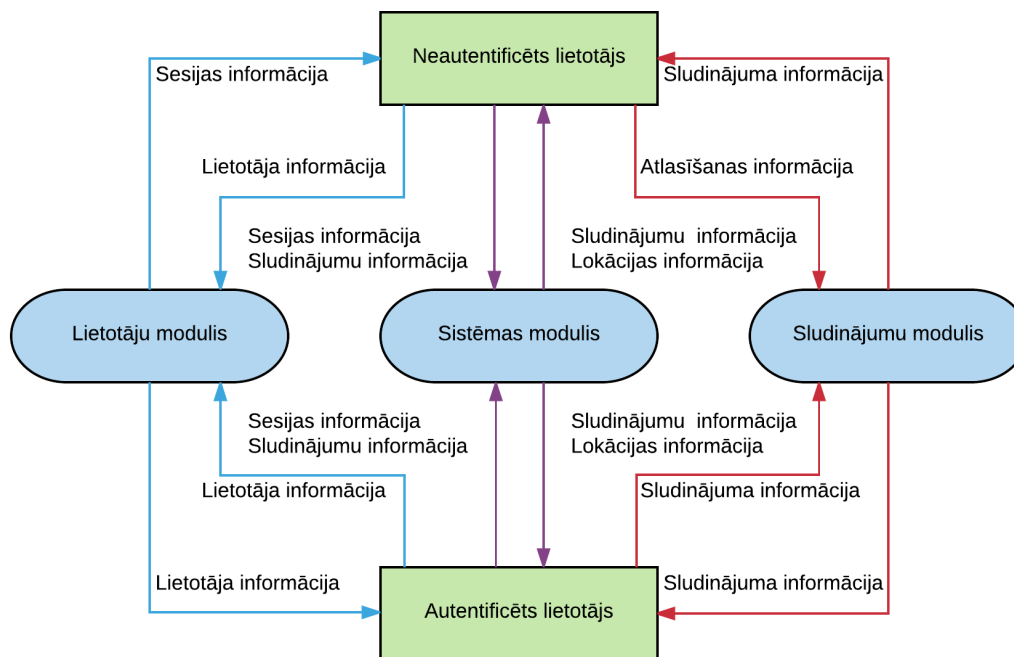 Neautentificēts lietotājs
Sesijas informācija
Sludinājuma informācija
Lietotāja informācija
Atlasīšanas informācija
Sesijas informācija
Sludinājumu informācija
Sludinājumu  informācija
Lokācijas informācija
Lietotāju modulis
Sistēmas modulis
Sludinājumu modulis
Sesijas informācija
Sludinājumu informācija
Sludinājumu  informācija
Lokācijas informācija
Lietotāja informācija
Sludinājuma informācija
Lietotāja informācija
Sludinājuma informācija
Autentificēts lietotājs